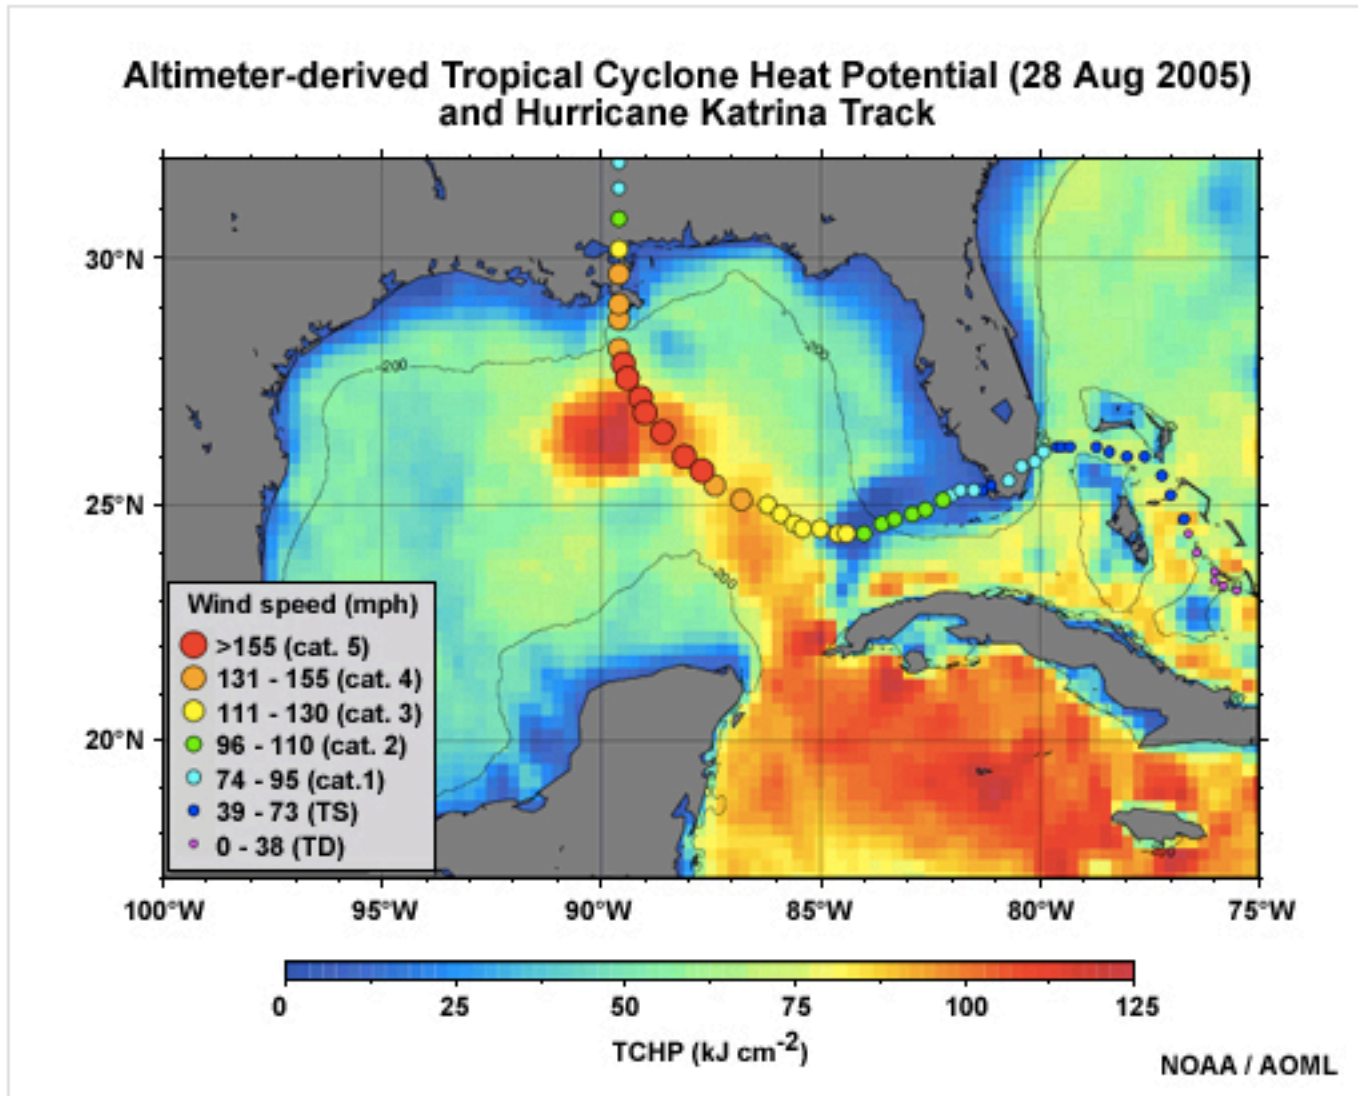 Altimeter-derived Tropical Cyclone Heat Potential (28 Aug 2005)
and Hurricane Katrina Track
30°N
25°N
20°N
-200
-200
-200
Wind speed (mph)
>155 (cat. 5)
131 - 155 (cat. 4)
111 - 130 (cat. 3)
96 - 110 (cat. 2)
74 - 95 (cat.1)
39 - 73 (TS)
0 - 38 (TD)
100°W 95°W 90°W 85°W 80°W 75°W
0 25 50 75 100 125
TCHP (kJ cm-2)
NOAA / AOML